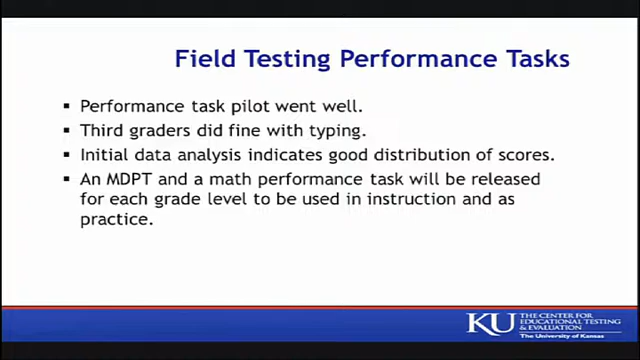 Field Testing Performance Tasks
▪ Performance task pilot went well.
▪ Third graders did fine with typing.
▪ Initial data analysis indicates good distribution of scores.
▪ An MDPT and a math performance task will be released
for each grade level to be used in instruction and as
practice.
KU
THE CENTER FOR
EDUCATIONAL TESTING
& EVALUATION
The University of Kansas